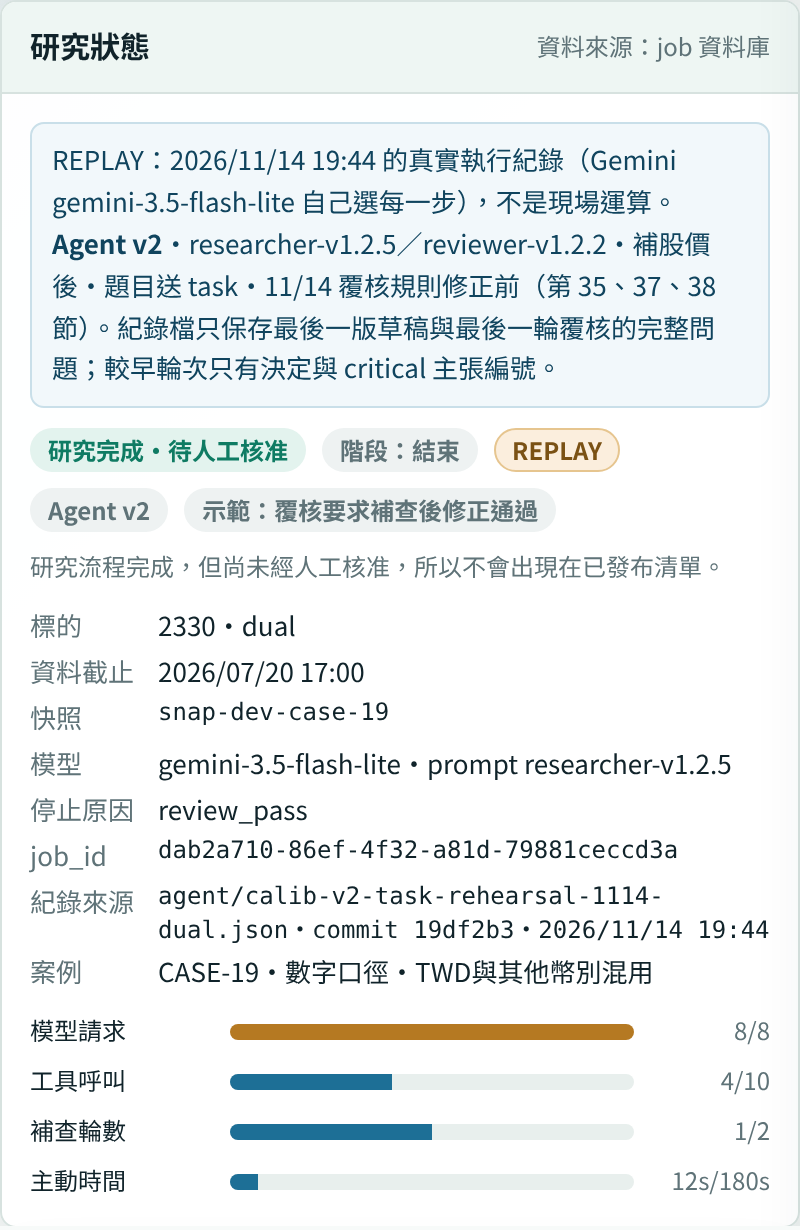 研究狀態
資料來源：job 資料庫
REPLAY：2026/11/14 19:44 的真實執行紀錄（Gemini
gemini-3.5-flash-lite 自己選每一步），不是現場運算。
Agent v2・researcher-v1.2.5／reviewer-v1.2.2・補股價
後・題目送 task・11/14 覆核規則修正前（第 35、37、38
節）。紀錄檔只保存最後一版草稿與最後一輪覆核的完整問
題；較早輪次只有決定與 critical 主張編號。
研究完成・待人工核准
階段：結束
REPLAY
Agent v2
示範：覆核要求補查後修正通過
研究流程完成，但尚未經人工核准，所以不會出現在已發布清單。
標的 2330・dual
資料截止 2026/07/20 17:00
快照 snap-dev-case-19
模型 gemini-3.5-flash-lite・prompt researcher-v1.2.5
停止原因 review_pass
job_id dab2a710-86ef-4f32-a81d-79881ceccd3a
紀錄來源 agent/calib-v2-task-rehearsal-1114-
dual.json・commit 19df2b3・2026/11/14 19:44
案例 CASE-19・數字口徑・TWD與其他幣別混用
模型請求 8/8
工具呼叫 4/10
補查輪數 1/2
主動時間 12s/180s